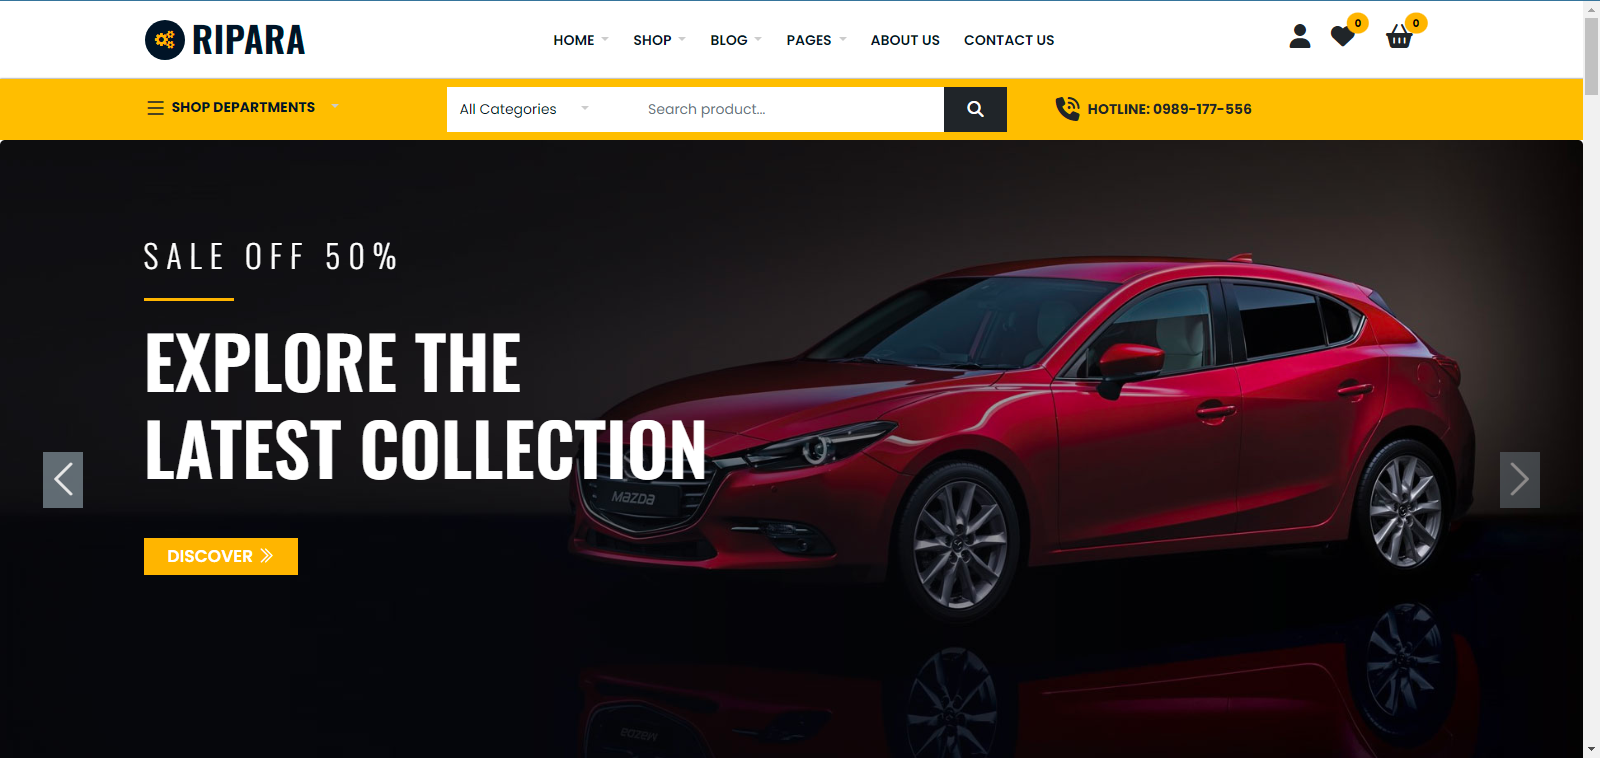 RIPARA
HOME SHOP BLOG PAGES ABOUT US CONTACT US
0 0
SHOP DEPARTMENTS
All Categories Search product...
HOTLINE: 0989-177-556
SALE OFF 50%
EXPLORE THE
LATEST COLLECTION
mazda
DISCOVER